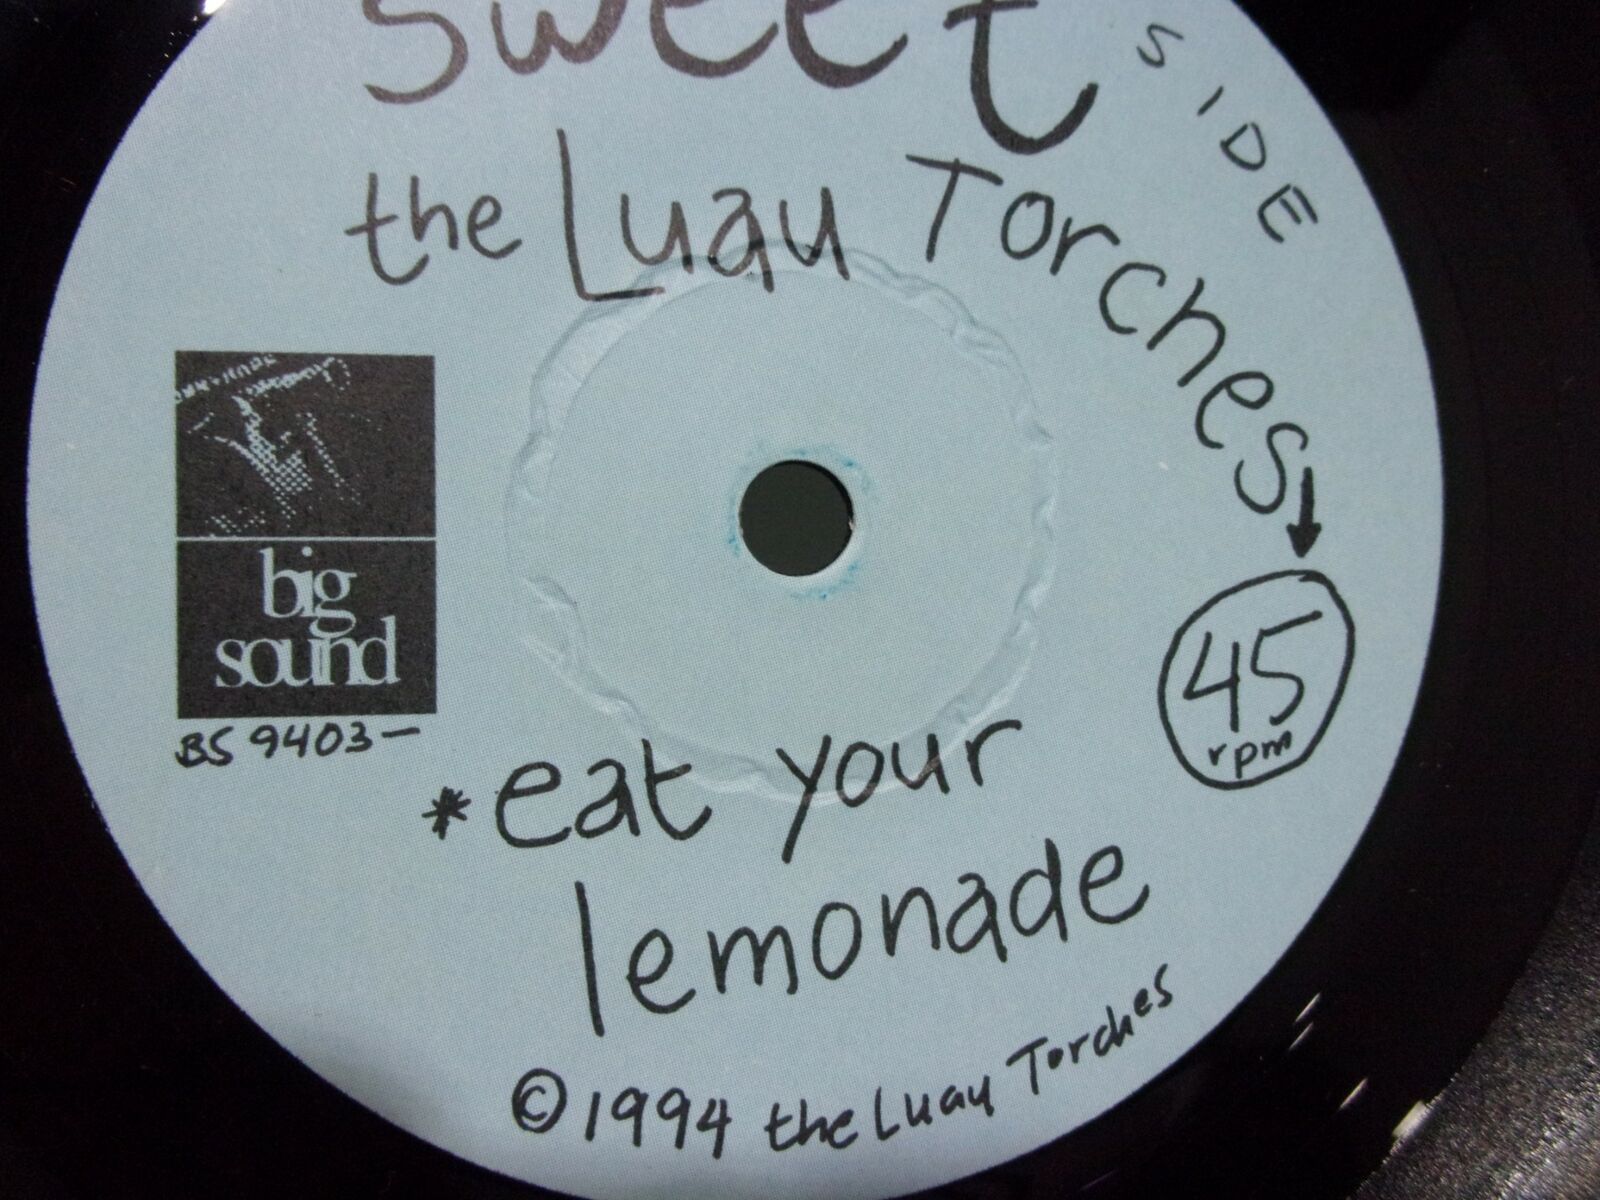 sweet
SIDE
the Luau Torches
big
sound
BS 9403-
45
rpm
*eat your
lemonade
©1994 the Luau Torches